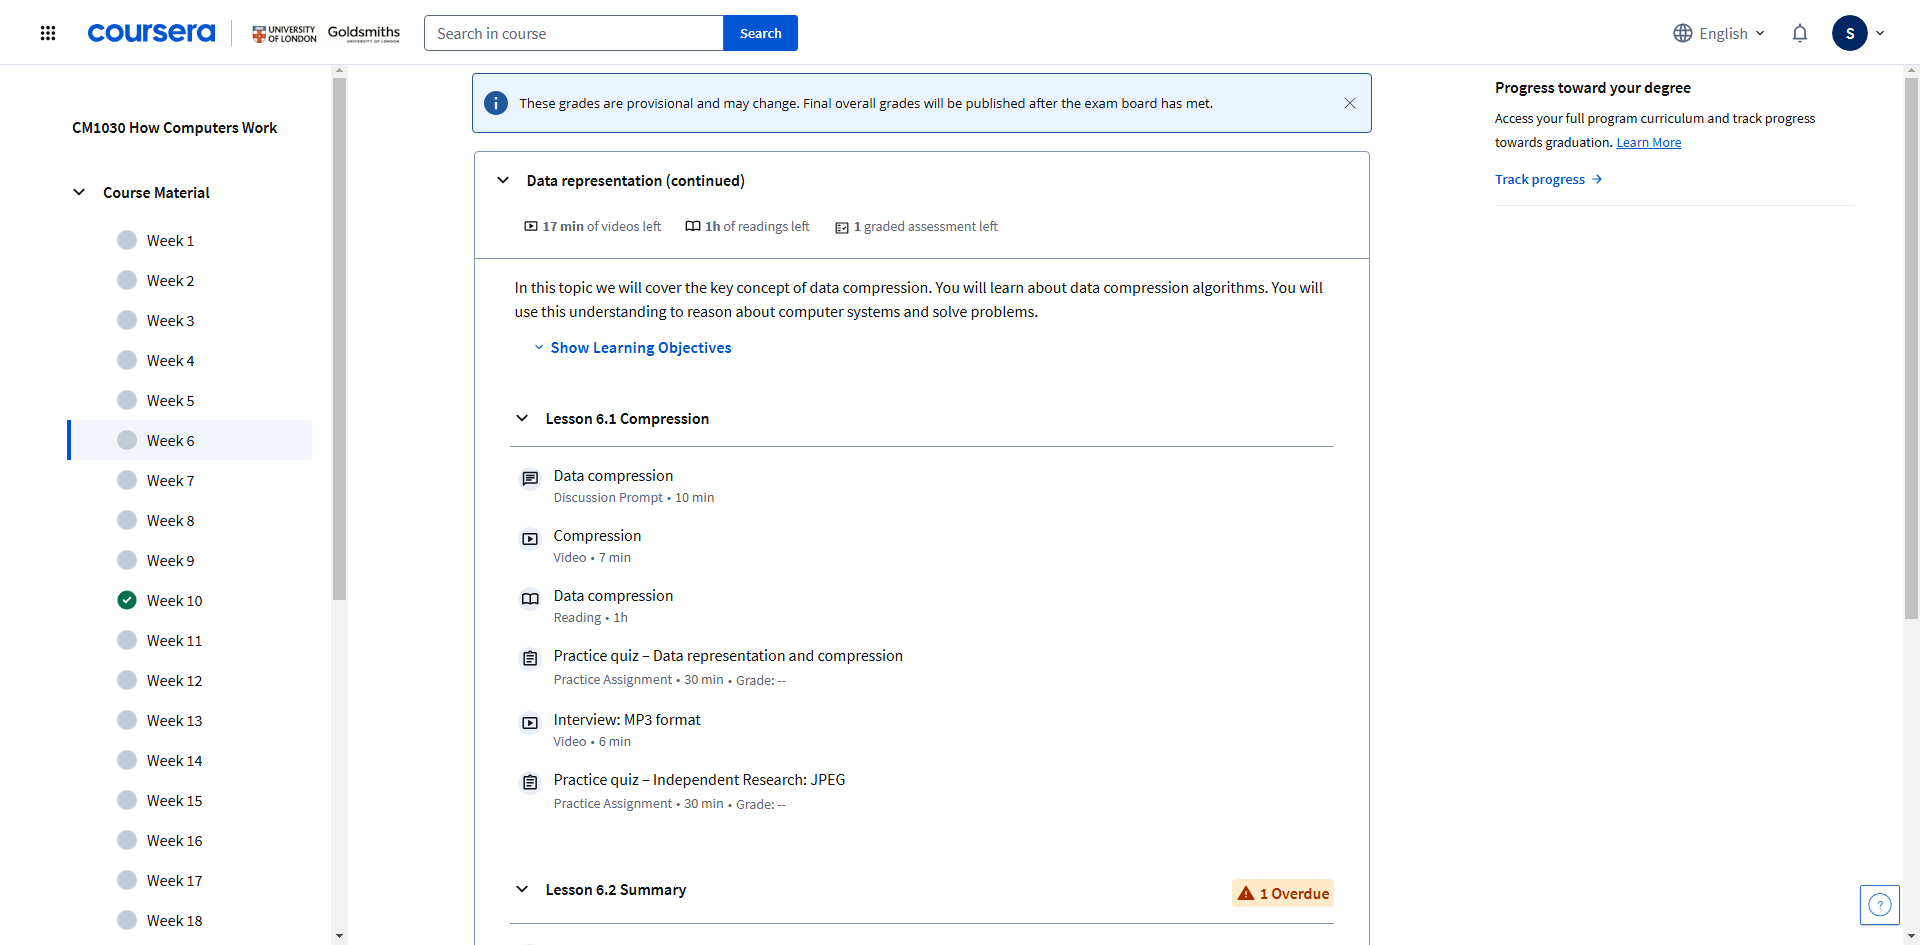 coursera
UNIVERSITY
OF LONDON
Goldsmiths
UNIVERSITY OF LONDON
Search in course
Search
English
S
CM1030 How Computers Work
Course Material
Week 1
Week 2
Week 3
Week 4
Week 5
Week 6
Week 7
Week 8
Week 9
Week 10
Week 11
Week 12
Week 13
Week 14
Week 15
Week 16
Week 17
Week 18
These grades are provisional and may change. Final overall grades will be published after the exam board has met.
Data representation (continued)
17 min of videos left
1h of readings left
1 graded assessment left
In this topic we will cover the key concept of data compression. You will learn about data compression algorithms. You will
use this understanding to reason about computer systems and solve problems.
Show Learning Objectives
Lesson 6.1 Compression
Data compression
Discussion Prompt • 10 min
Compression
Video • 7 min
Data compression
Reading • 1h
Practice quiz – Data representation and compression
Practice Assignment • 30 min • Grade: --
Interview: MP3 format
Video • 6 min
Practice quiz – Independent Research: JPEG
Practice Assignment • 30 min • Grade: --
Lesson 6.2 Summary
1 Overdue
Progress toward your degree
Access your full program curriculum and track progress
towards graduation. Learn More
Track progress →
?